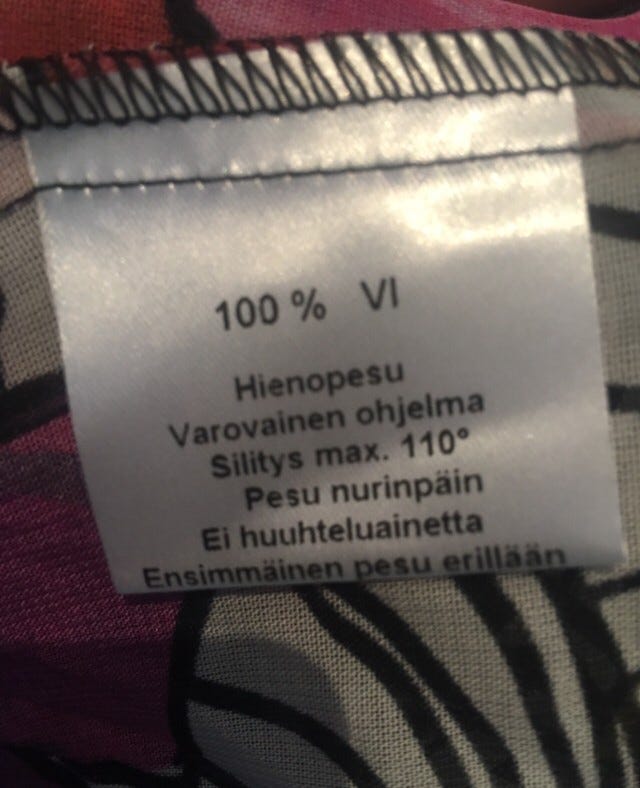 100 % VI
Hienopesu
Varovainen ohjelma
Silitys max. 110°
Pesu nurinpäin
Ei huuhteluainetta
Ensimmäinen pesu erillään